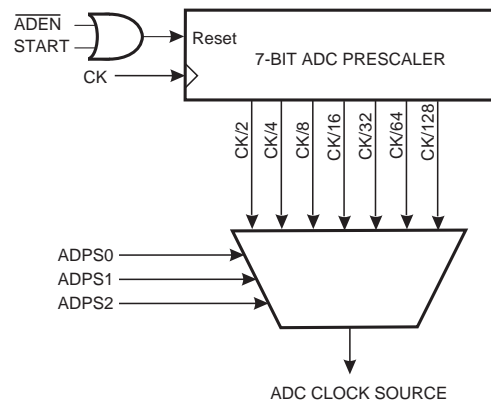 ADEN
START
Reset
CK
7-BIT ADC PRESCALER
CK/2
CK/4
CK/8
CK/16
CK/32
CK/64
CK/128
ADPS0
ADPS1
ADPS2
ADC CLOCK SOURCE